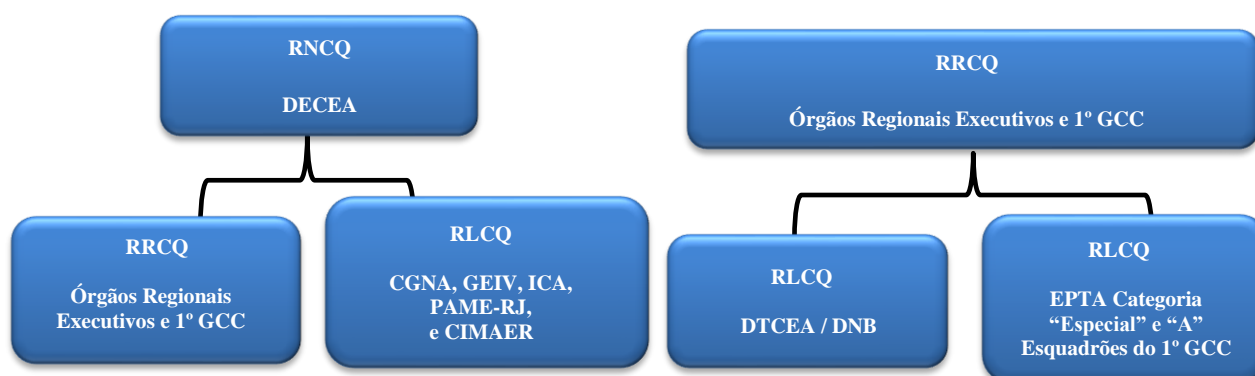 RNCQ
DECEA
RRCQ
Órgãos Regionais
Executivos e 1º GCC
RLCQ
CGNA, GEIV, ICA,
PAME-RJ,
e CIMAER
RRCQ
Órgãos Regionais Executivos e 1º GCC
RLCQ
DTCEA / DNB
RLCQ
EPTA Categoria
“Especial” e “A”
Esquadrões do 1º GCC